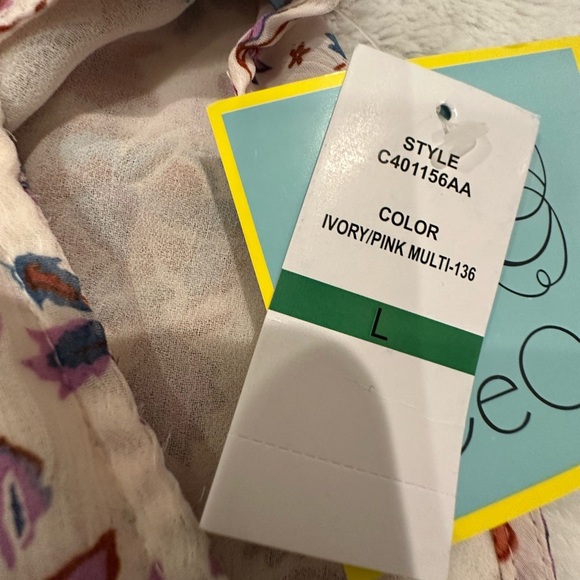 STYLE
C401156AA
COLOR
IVORY/PINK MULTI-136
L